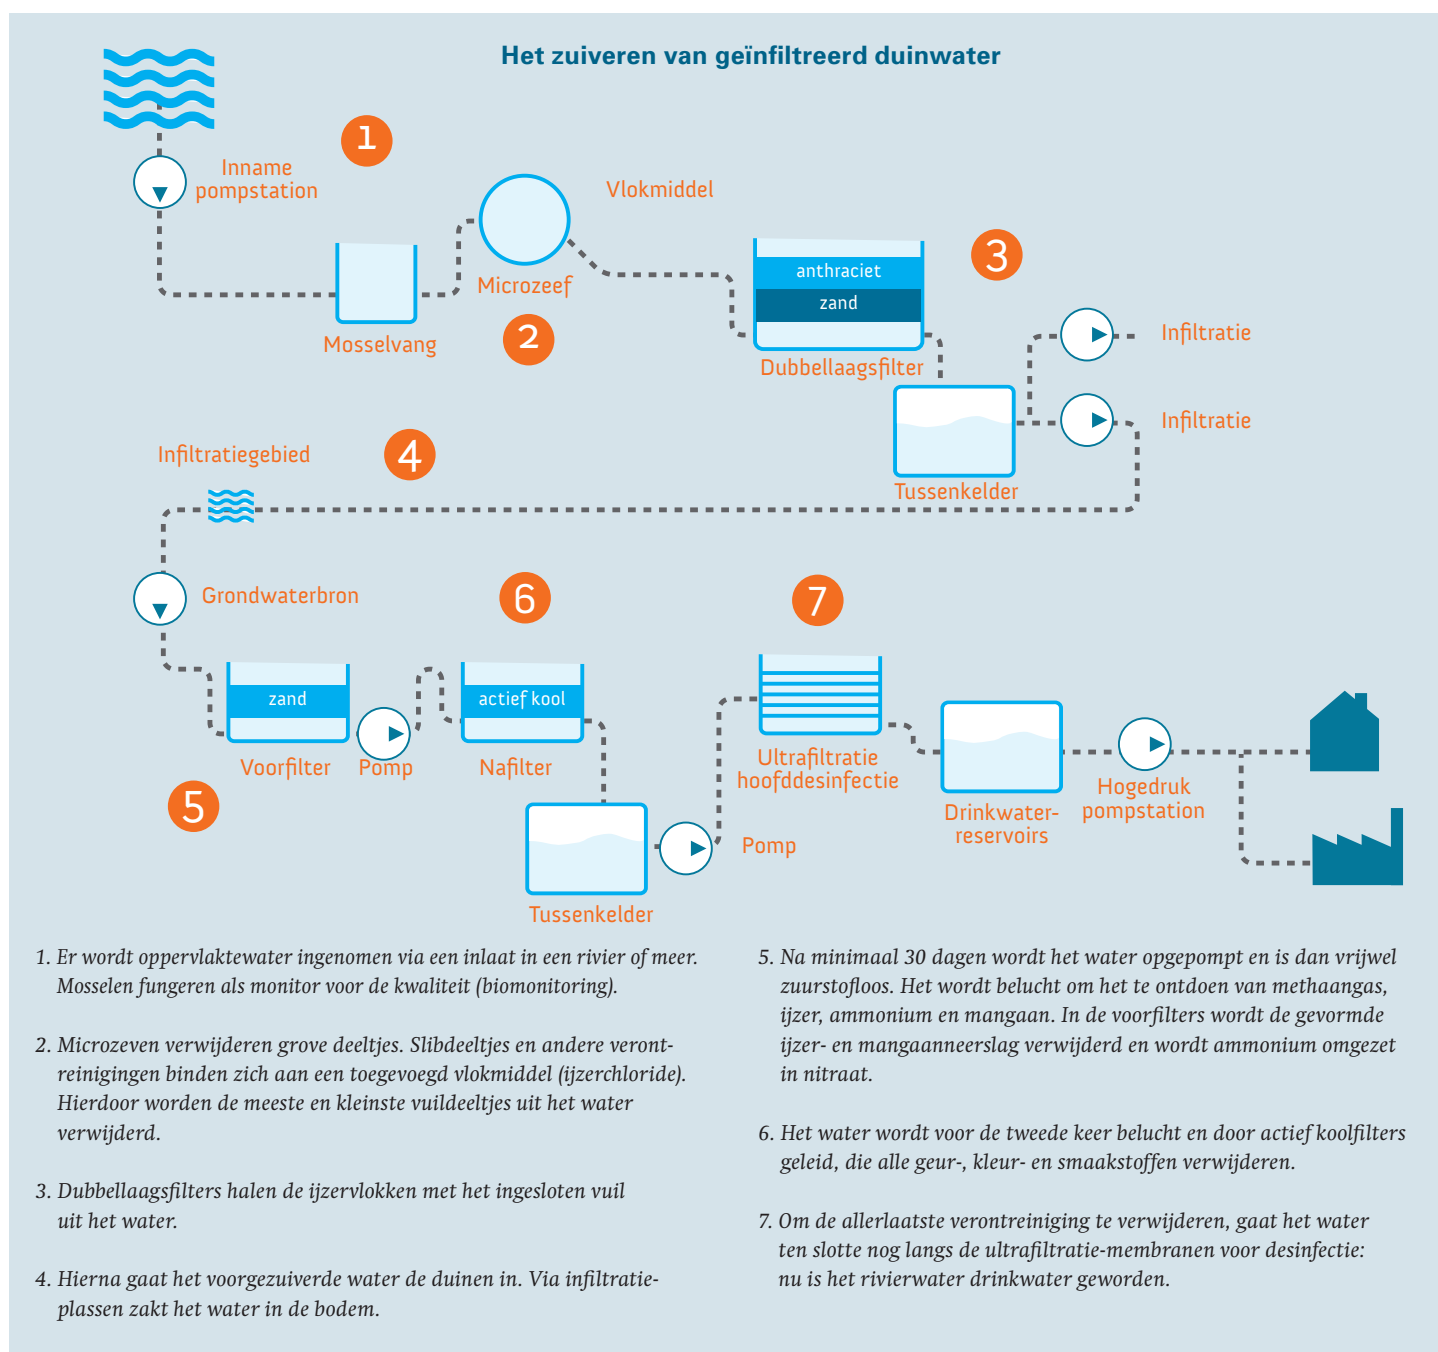 Het zuiveren van geïnfiltreerd duinwater
1
Inname
pompstation
Mosselvang
Microzeef
2
Vlokmiddel
anthraciet
zand
Dubbellaagsfilter
3
Tussenkelder
Infiltratie
Infiltratie
Infiltratiegebied
4
Grondwaterbron
zand
Voorfilter
5
Pomp
6
actief kool
Nafilter
Tussenkelder
Pomp
7
Ultrafiltratie
hoofddesinfectie
Drinkwater-
reservoirs
Hogedruk
pompstation
1. Er wordt oppervlaktewater ingenomen via een inlaat in een rivier of meer.
Mosselen fungeren als monitor voor de kwaliteit (biomonitoring).
2. Microzeven verwijderen grove deeltjes. Slibdeeltjes en andere veront-
reinigingen binden zich aan een toegevoegd vlokmiddel (ijzerchloride).
Hierdoor worden de meeste en kleinste vuildeeltjes uit het water
verwijderd.
3. Dubbellaagsfilters halen de ijzervlokken met het ingesloten vuil
uit het water.
4. Hierna gaat het voorgezuiverde water de duinen in. Via infiltratie-
plassen zakt het water in de bodem.
5. Na minimaal 30 dagen wordt het water opgepompt en is dan vrijwel
zuurstofloos. Het wordt belucht om het te ontdoen van methaangas,
ijzer, ammonium en mangaan. In de voorfilters wordt de gevormde
ijzer- en mangaanneerslag verwijderd en wordt ammonium omgezet
in nitraat.
6. Het water wordt voor de tweede keer belucht en door actief koolfilters
geleid, die alle geur-, kleur- en smaakstoffen verwijderen.
7. Om de allerlaatste verontreiniging te verwijderen, gaat het water
ten slotte nog langs de ultrafiltratie-membranen voor desinfectie:
nu is het rivierwater drinkwater geworden.